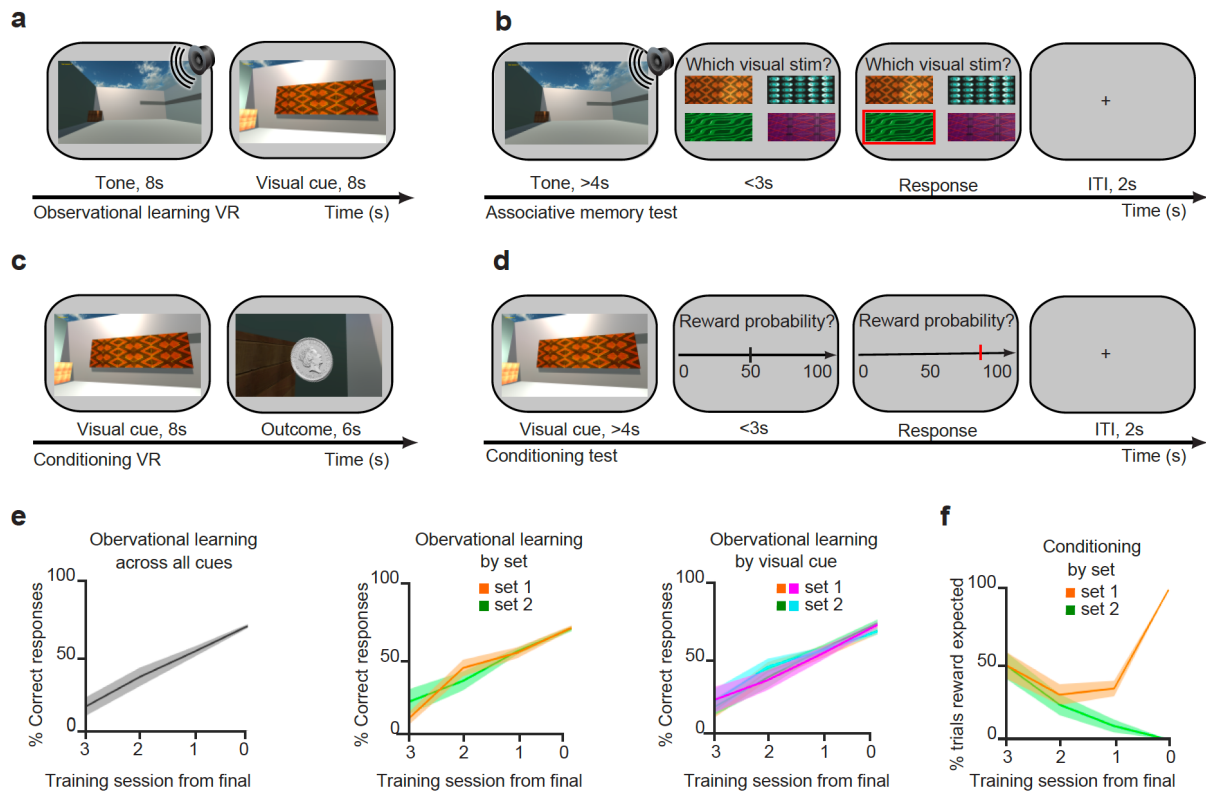 a
Tone, 8s
Visual cue, 8s
Observational learning VR
Time (s)
b
Which visual stim?
Which visual stim?
+
Tone, >4s
<3s
Response
ITI, 2s
Associative memory test
Time (s)
c
Visual cue, 8s
Outcome, 6s
Conditioning VR
Time (s)
d
Reward probability?
0 50 100
Reward probability?
0 50 100
+
Visual cue, >4s
<3s
Response
ITI, 2s
Conditioning test
Time (s)
e
Obervational learning
across all cues
% Correct responses
100
50
0
3 2 1 0
Training session from final
Obervational learning
by set
set 1
set 2
% Correct responses
100
50
0
3 2 1 0
Training session from final
Obervational learning
by visual cue
set 1
set 2
% Correct responses
100
50
0
3 2 1 0
Training session from final
f
Conditioning
by set
set 1
set 2
% trials reward expected
100
50
0
3 2 1 0
Training session from final